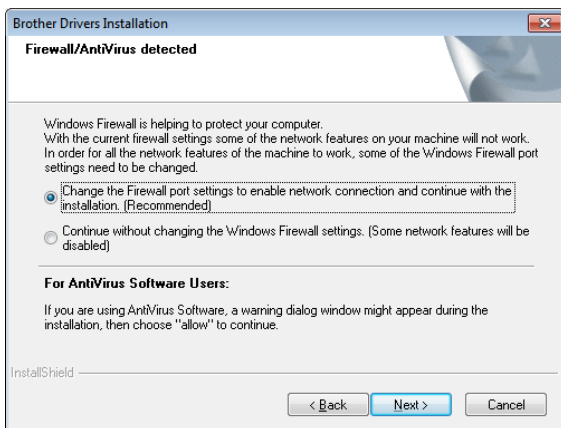 Brother Drivers Installation
Firewall/AntiVirus detected
Windows Firewall is helping to protect your computer.
With the current firewall settings some of the network features on your machine will not work.
In order for all the network features of the machine to work, some of the Windows Firewall port
settings need to be changed.
Change the Firewall port settings to enable network connection and continue with the
installation. (Recommended)
Continue without changing the Windows Firewall settings. (Some network features will be
disabled)
For AntiVirus Software Users:
If you are using AntiVirus Software, a warning dialog window might appear during the
installation, then choose "allow" to continue.
InstallShield
< Back Next > Cancel